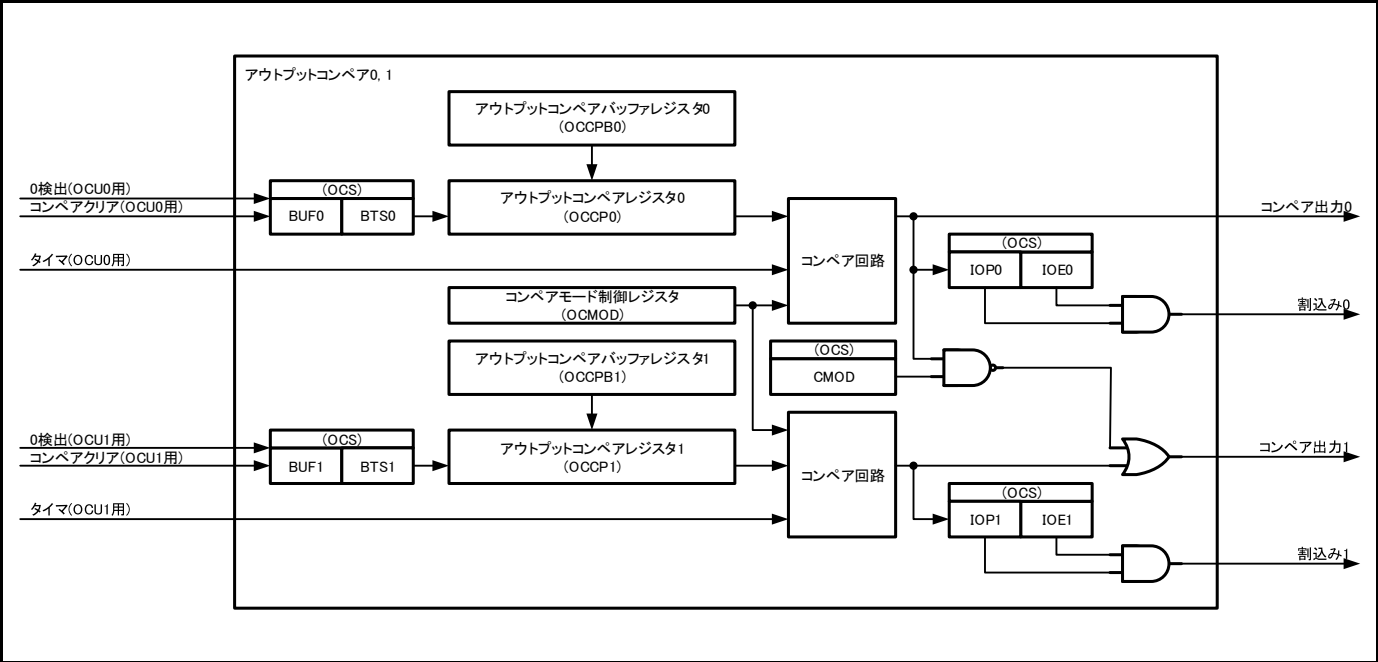 アウトプットコンペア0, 1
アウトプットコンペアバッファレジスタ0
(OCCPB0)
0検出(OCU0用)
コンペアクリア(OCU0用)
(OCS)
BUF0
BTS0
アウトプットコンペアレジスタ0
(OCCP0)
コンペア出力0
タイマ(OCU0用)
コンペア回路
(OCS)
IOP0
IOE0
コンペアモード制御レジスタ
(OCMOD)
割込み0
アウトプットコンペアバッファレジスタ1
(OCCPB1)
(OCS)
CMOD
0検出(OCU1用)
コンペアクリア(OCU1用)
(OCS)
BUF1
BTS1
アウトプットコンペアレジスタ1
(OCCP1)
コンペア回路
コンペア出力1
タイマ(OCU1用)
(OCS)
IOP1
IOE1
割込み1